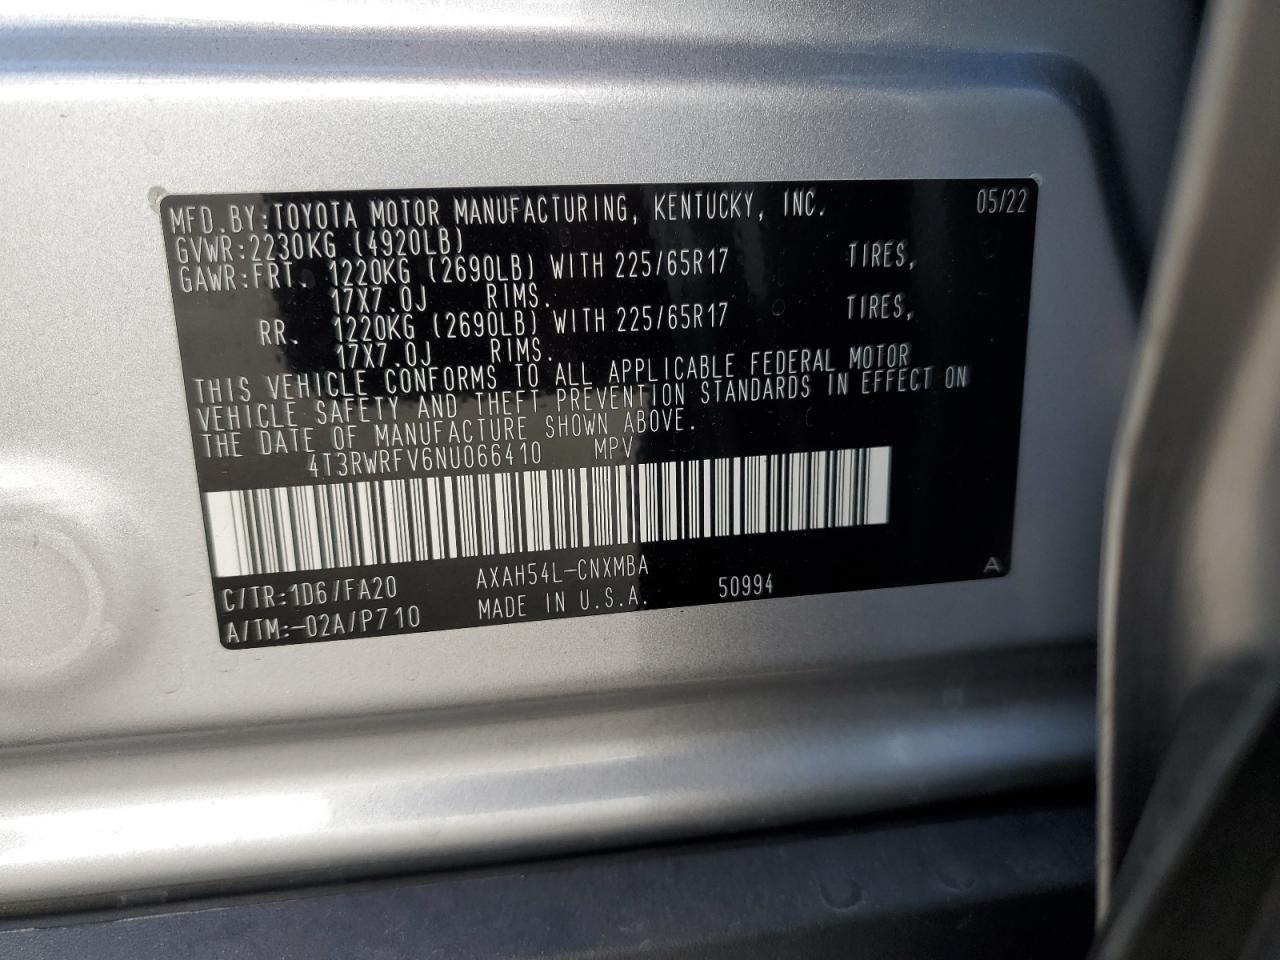 MFD.BY:TOYOTA MOTOR MANUFACTURING, KENTUCKY, INC. 05/22
GVWR:2230KG (4920LB)
GAWR:FRT. 1220KG (2690LB) WITH 225/65R17 TIRES,
17X7.0J RIMS.
RR. 1220KG (2690LB) WITH 225/65R17 TIRES,
17X7.0J RIMS.
THIS VEHICLE CONFORMS TO ALL APPLICABLE FEDERAL MOTOR
VEHICLE SAFETY AND THEFT PREVENTION STANDARDS IN EFFECT ON
THE DATE OF MANUFACTURE SHOWN ABOVE.
4T3RWRFV6NU066410 MPV
C/TR:1D6/FA20 AXAH54L-CNXMBA
A/TM:-02A/P710 MADE IN U.S.A. 50994 A